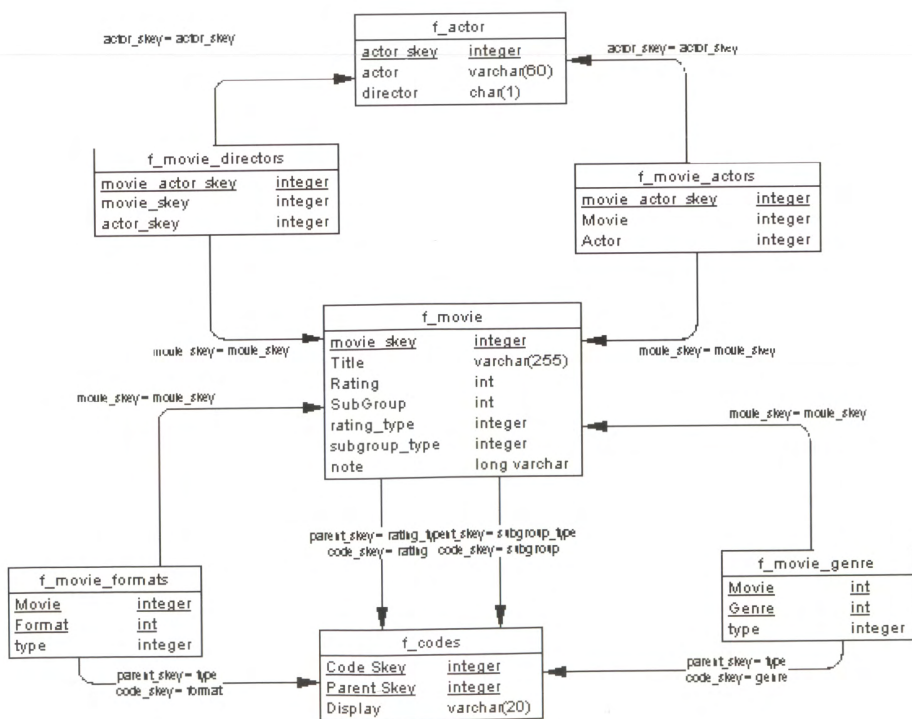 f_actor
actor_skey = actor_skey
actor_skey integer
actor varchar(60)
director char(1)
actor_skey = actor_skey
f_movie_directors
movie_actor_skey integer
movie_skey integer
actor_skey integer
f_movie_actors
movie_actor_skey integer
Movie integer
Actor integer
f_movie
movie_skey integer
Title varchar(255)
Rating int
SubGroup int
rating_type integer
subgroup_type integer
note long varchar
movie_skey = movie_skey
movie_skey = movie_skey
movie_skey = movie_skey
movie_skey = movie_skey
parent_skey = rating_type
nt_skey = subgroup_type
code_skey = rating
code_skey = subgroup
f_movie_formats
Movie integer
Format int
type integer
f_movie_genre
Movie int
Genre int
type integer
f_codes
Code Skey integer
Parent Skey integer
Display varchar(20)
parent_skey = type
code_skey = format
parent_skey = type
code_skey = genre